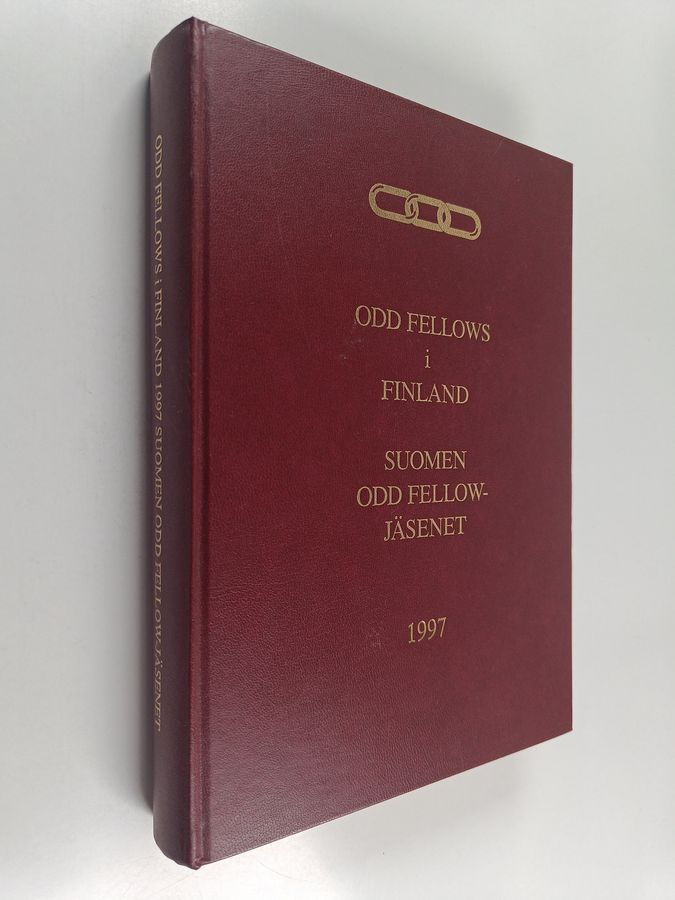 ODD FELLOWS
i
FINLAND
SUOMEN
ODD FELLOW-
JÄSENET
1997
ODD FELLOWS i FINLAND 1997 SUOMEN ODD FELLOW-JÄSENET